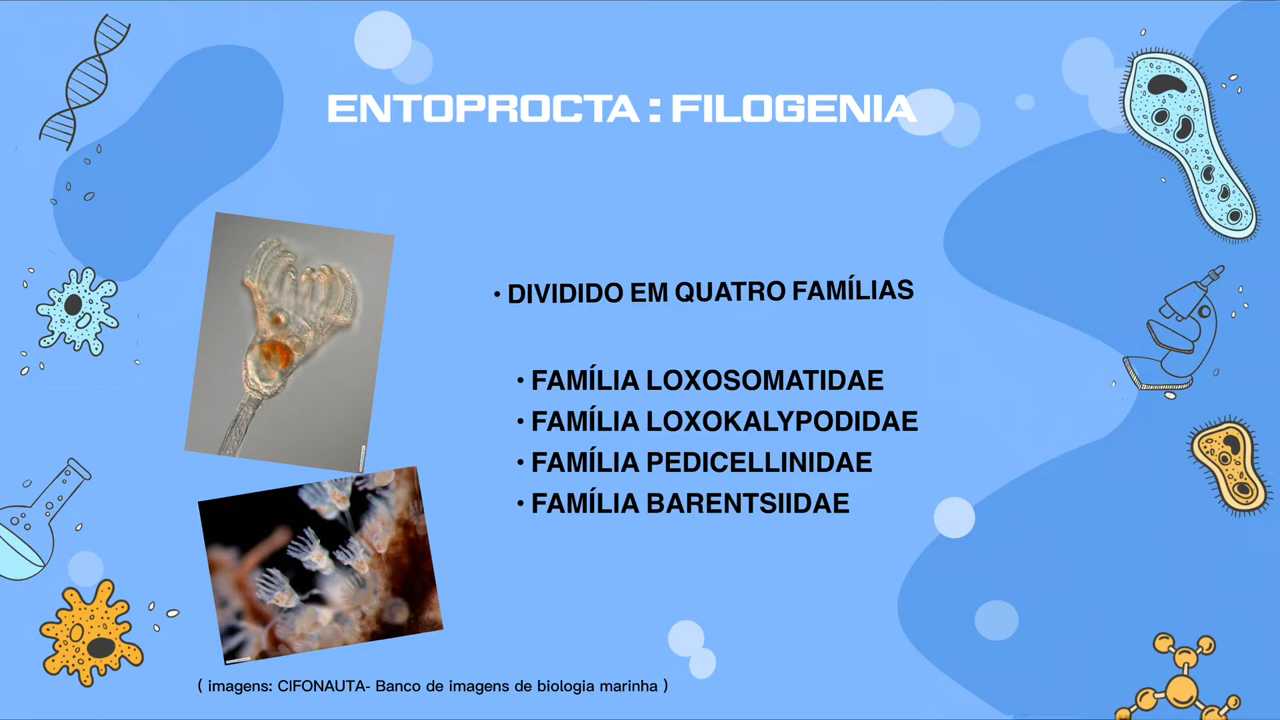 ENTOPROCTA : FILOGENIA
• DIVIDIDO EM QUATRO FAMÍLIAS
• FAMÍLIA LOXOSOMATIDAE
• FAMÍLIA LOXOKALYPODIDAE
• FAMÍLIA PEDICELLINIDAE
• FAMÍLIA BARENTSIIDAE
( imagens: CIFONAUTA- Banco de imagens de biologia marinha )